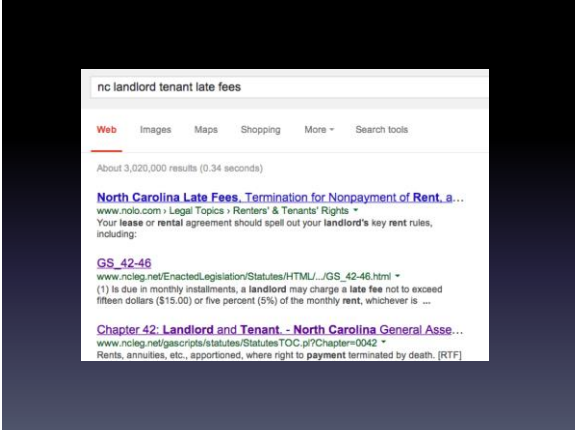 nc landlord tenant late fees
Web Images Maps Shopping More Search tools
About 3,020,000 results (0.34 seconds)
North Carolina Late Fees, Termination for Nonpayment of Rent, a...
www.nolo.com › Legal Topics › Renters' & Tenants' Rights
Your lease or rental agreement should spell out your landlord's key rent rules,
including:
GS_42-46
www.ncleg.net/EnactedLegislation/Statutes/HTML/.../GS_42-46.html
(1) Is due in monthly installments, a landlord may charge a late fee not to exceed
fifteen dollars ($15.00) or five percent (5%) of the monthly rent, whichever is ...
Chapter 42: Landlord and Tenant. - North Carolina General Asse...
www.ncleg.net/gascripts/statutes/StatutesTOC.pl?Chapter=0042
Rents, annuities, etc., apportioned, where right to payment terminated by death. [RTF]